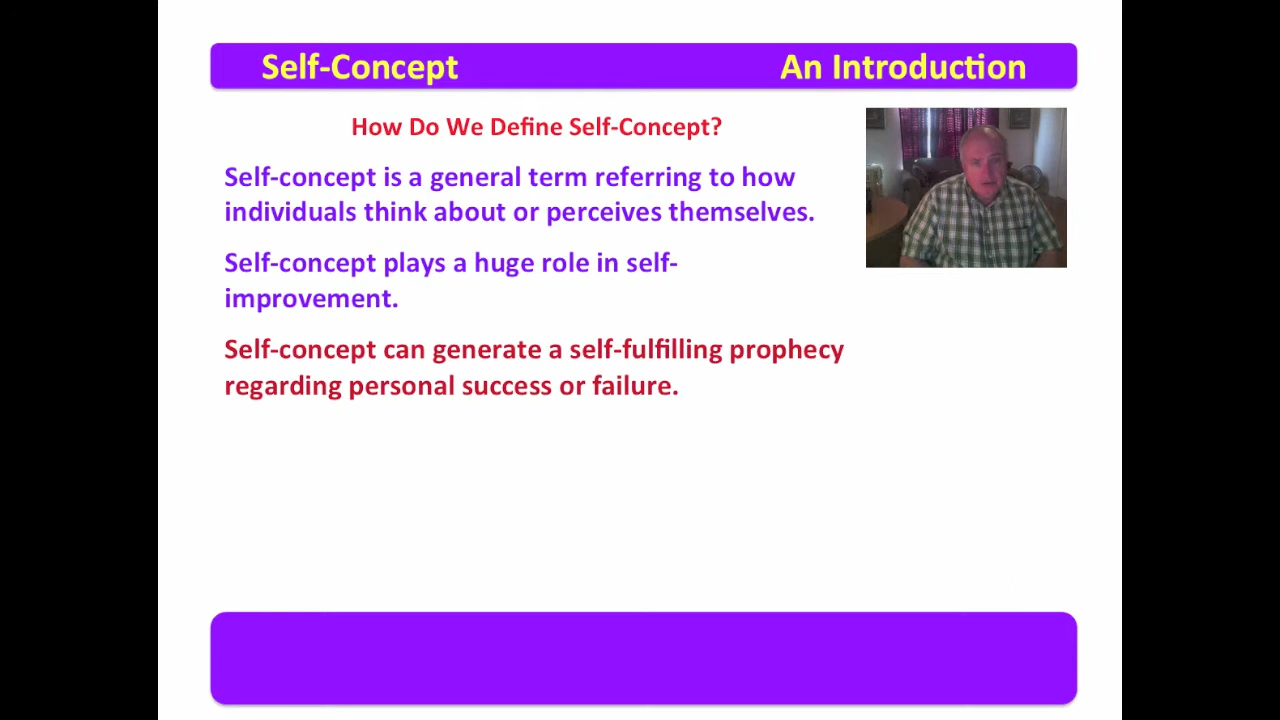 Self-Concept An Introduction
How Do We Define Self-Concept?
Self-concept is a general term referring to how
individuals think about or perceives themselves.
Self-concept plays a huge role in self-
improvement.
Self-concept can generate a self-fulfilling prophecy
regarding personal success or failure.